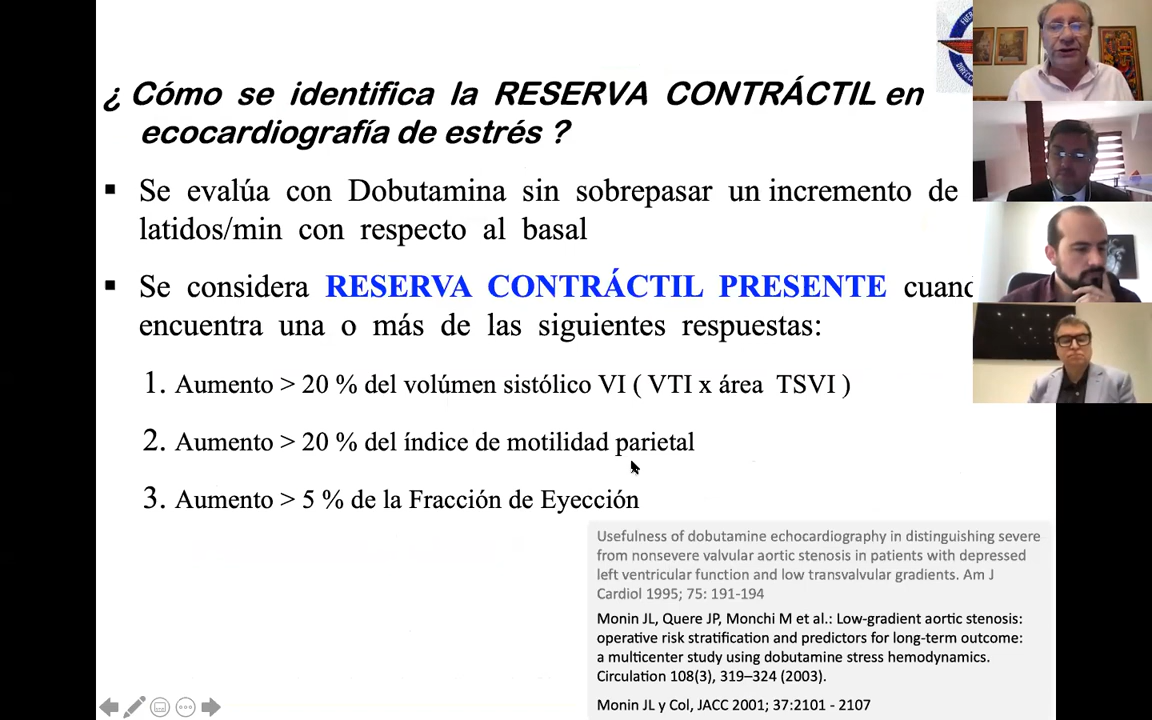 ¿ Cómo se identifica la RESERVA CONTRÁCTIL en
ecocardiografía de estrés ?
▪ Se evalúa con Dobutamina sin sobrepasar un incremento de
latidos/min con respecto al basal
▪ Se considera RESERVA CONTRÁCTIL PRESENTE
encuentra una o más de las siguientes respuestas:
1. Aumento > 20 % del volúmen sistólico VI ( VTI x área TSVI )
2. Aumento > 20 % del índice de motilidad parietal
3. Aumento > 5 % de la Fracción de Eyección
Usefulness of dobutamine echocardiography in distinguishing severe
from nonsevere valvular aortic stenosis in patients with depressed
left ventricular function and low transvalvular gradients. Am J
Cardiol 1995; 75: 191-194
Monin JL, Quere JP, Monchi M et al.: Low-gradient aortic stenosis:
operative risk stratification and predictors for long-term outcome:
a multicenter study using dobutamine stress hemodynamics.
Circulation 108(3), 319–324 (2003).
Monin JL y Col, JACC 2001; 37:2101 - 2107